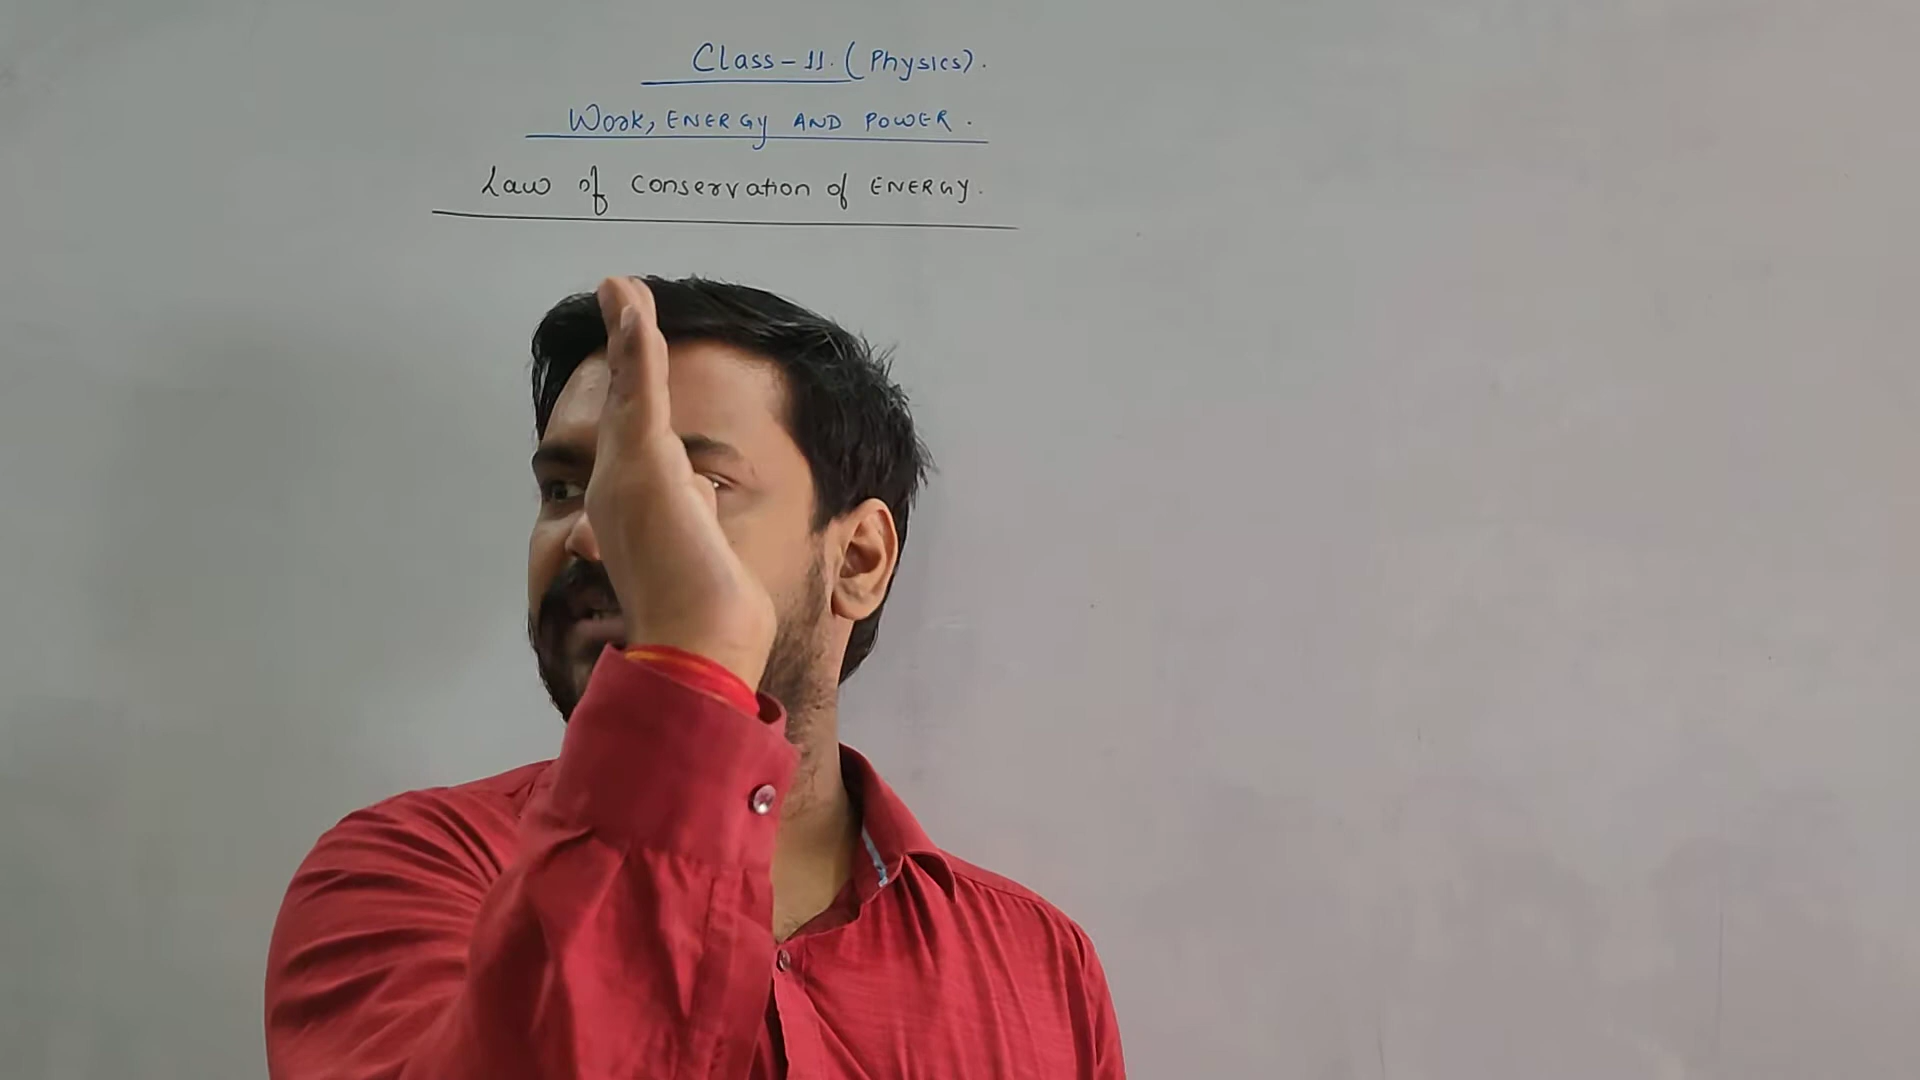 Class-11. (Physics).
Work, ENERGY AND POWER.
Law of Conservation of ENERGY.